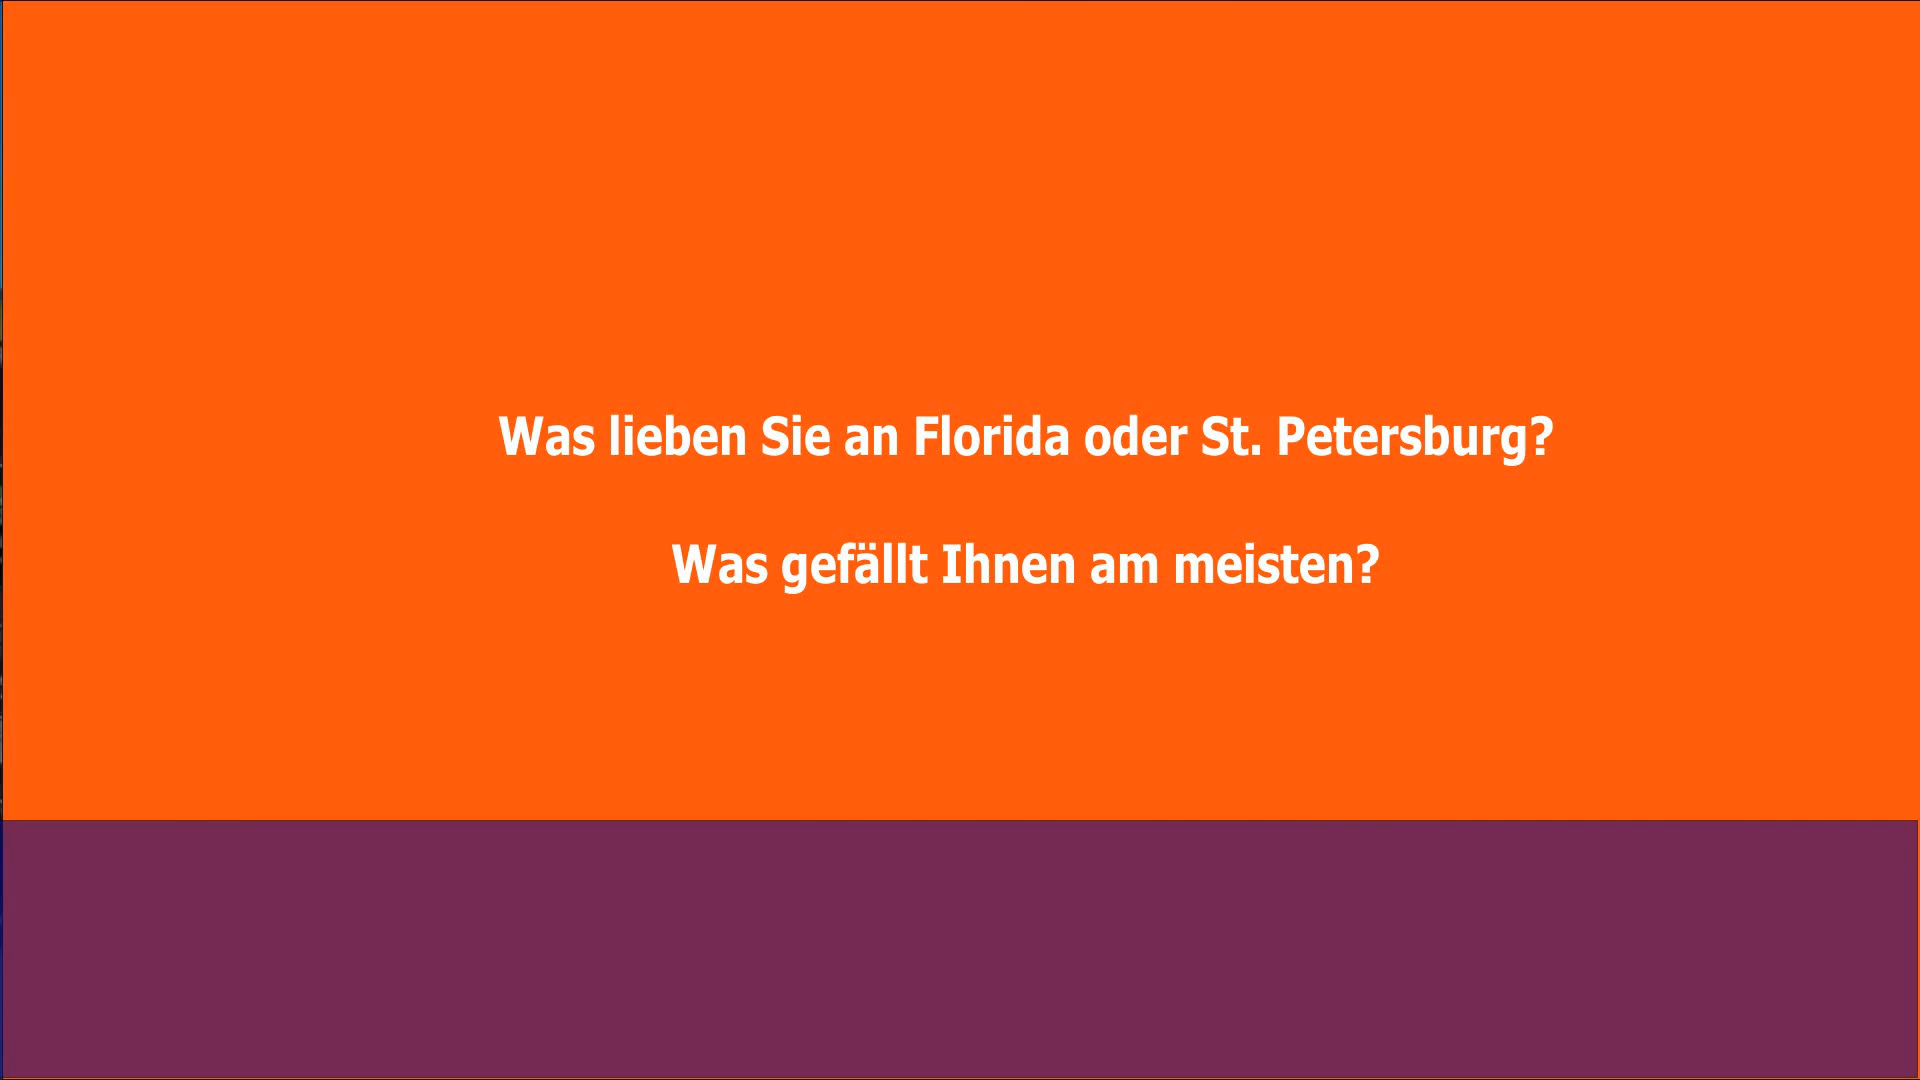 Was lieben Sie an Florida oder St. Petersburg?
Was gefällt Ihnen am meisten?